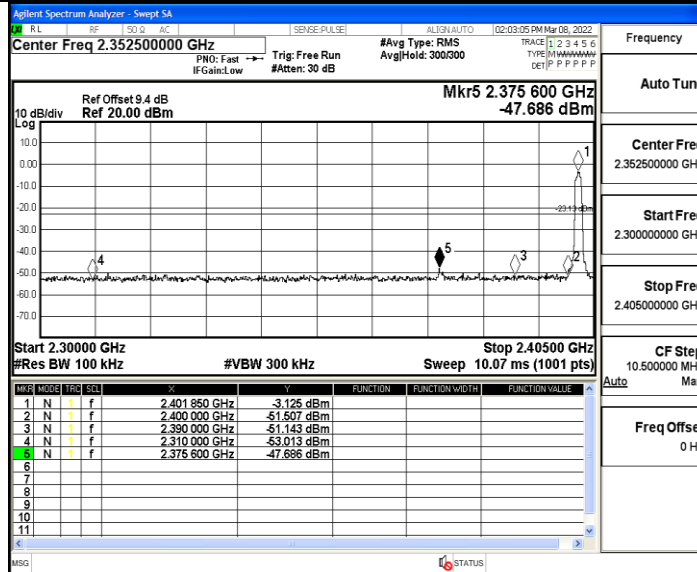 Agilent Spectrum Analyzer - Swept SA
RL RF 50 Ω AC SENSE:PULSE ALIGN AUTO 02:03:05 PM Mar 08, 2022
Center Freq 2.352500000 GHz
PNO: Fast
IFGain:Low
Trig: Free Run
#Atten: 30 dB
#Avg Type: RMS
Avg|Hold: 300/300
TRACE 1 2 3 4 5 6
TYPE M W W W W W
DET P P P P P P
Ref Offset 9.4 dB
10 dB/div Ref 20.00 dBm
Log
Mkr5 2.375 600 GHz
-47.686 dBm
10.0
0.00
-10.0
-20.0
-30.0
-40.0
-50.0
-60.0
-70.0
1
-23.13 dBm
4
5
3
2
Start 2.30000 GHz Stop 2.40500 GHz
#Res BW 100 kHz #VBW 300 kHz Sweep 10.07 ms (1001 pts)
MKR MODE TRC SCL X Y FUNCTION FUNCTION WIDTH FUNCTION VALUE
1 N 1 f 2.401 850 GHz -3.125 dBm
2 N 1 f 2.400 000 GHz -51.507 dBm
3 N 1 f 2.390 000 GHz -51.143 dBm
4 N 1 f 2.310 000 GHz -53.013 dBm
5 N 1 f 2.375 600 GHz -47.686 dBm
6
7
8
9
10
11
MSG STATUS
Frequency
Auto Tun
Center Fre
2.352500000 GH
Start Fre
2.300000000 GH
Stop Fre
2.405000000 GH
CF Ste
10.500000 MH
Auto Ma
Freq Offse
0 H